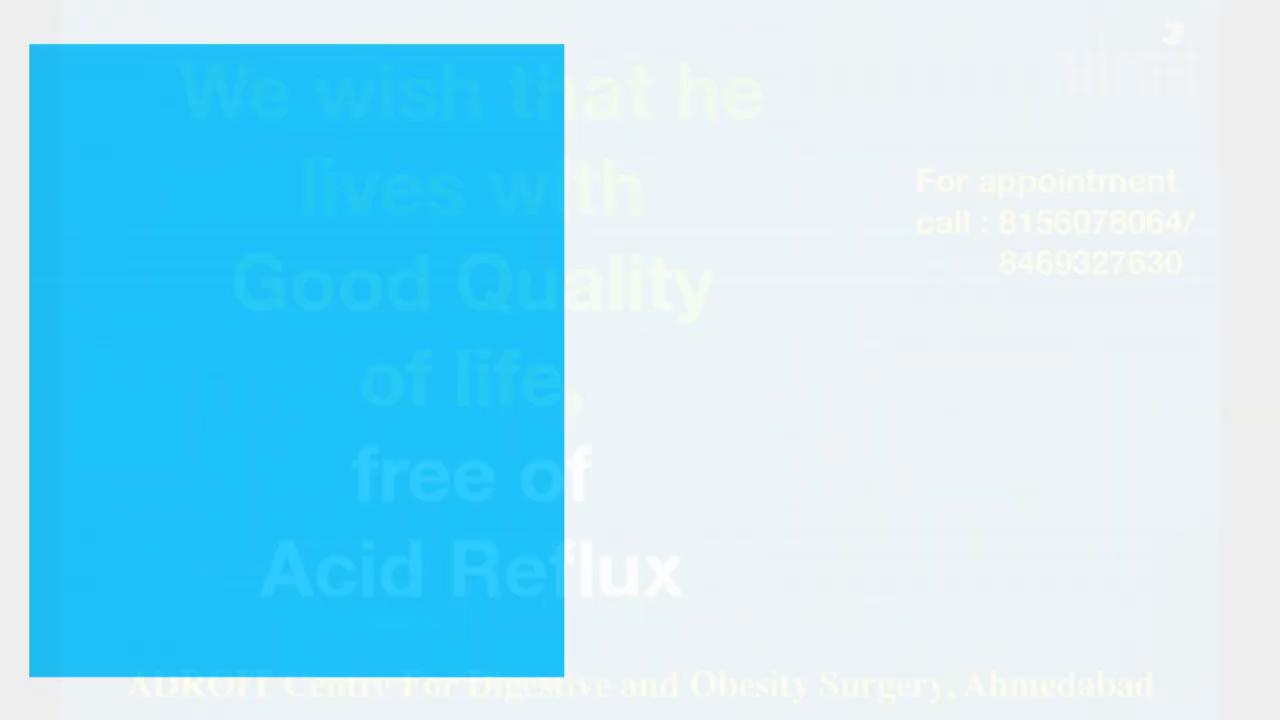 We wish that he
lives with
Good Quality
of life,
free of
Acid Reflux
For appointment
call : 8156078064/
8469327630
ADROIT Centre For Digestive and Obesity Surgery, Ahmedabad